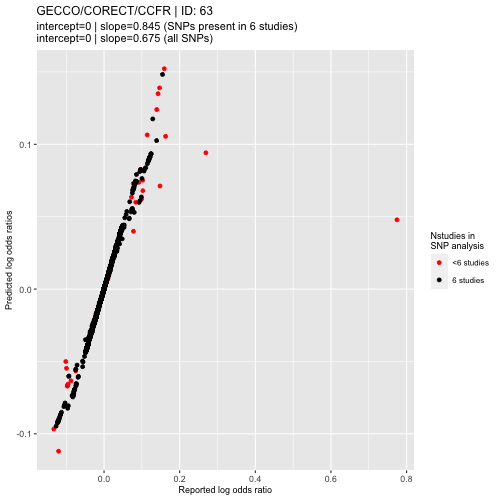 GECCO/CORECT/CCFR | ID: 63
intercept=0 | slope=0.845 (SNPs present in 6 studies)
intercept=0 | slope=0.675 (all SNPs)
0.1
0.0
-0.1
Predicted log odds ratios
0.0 0.2 0.4 0.6 0.8
Reported log odds ratio
Nstudies in
SNP analysis
<6 studies
6 studies